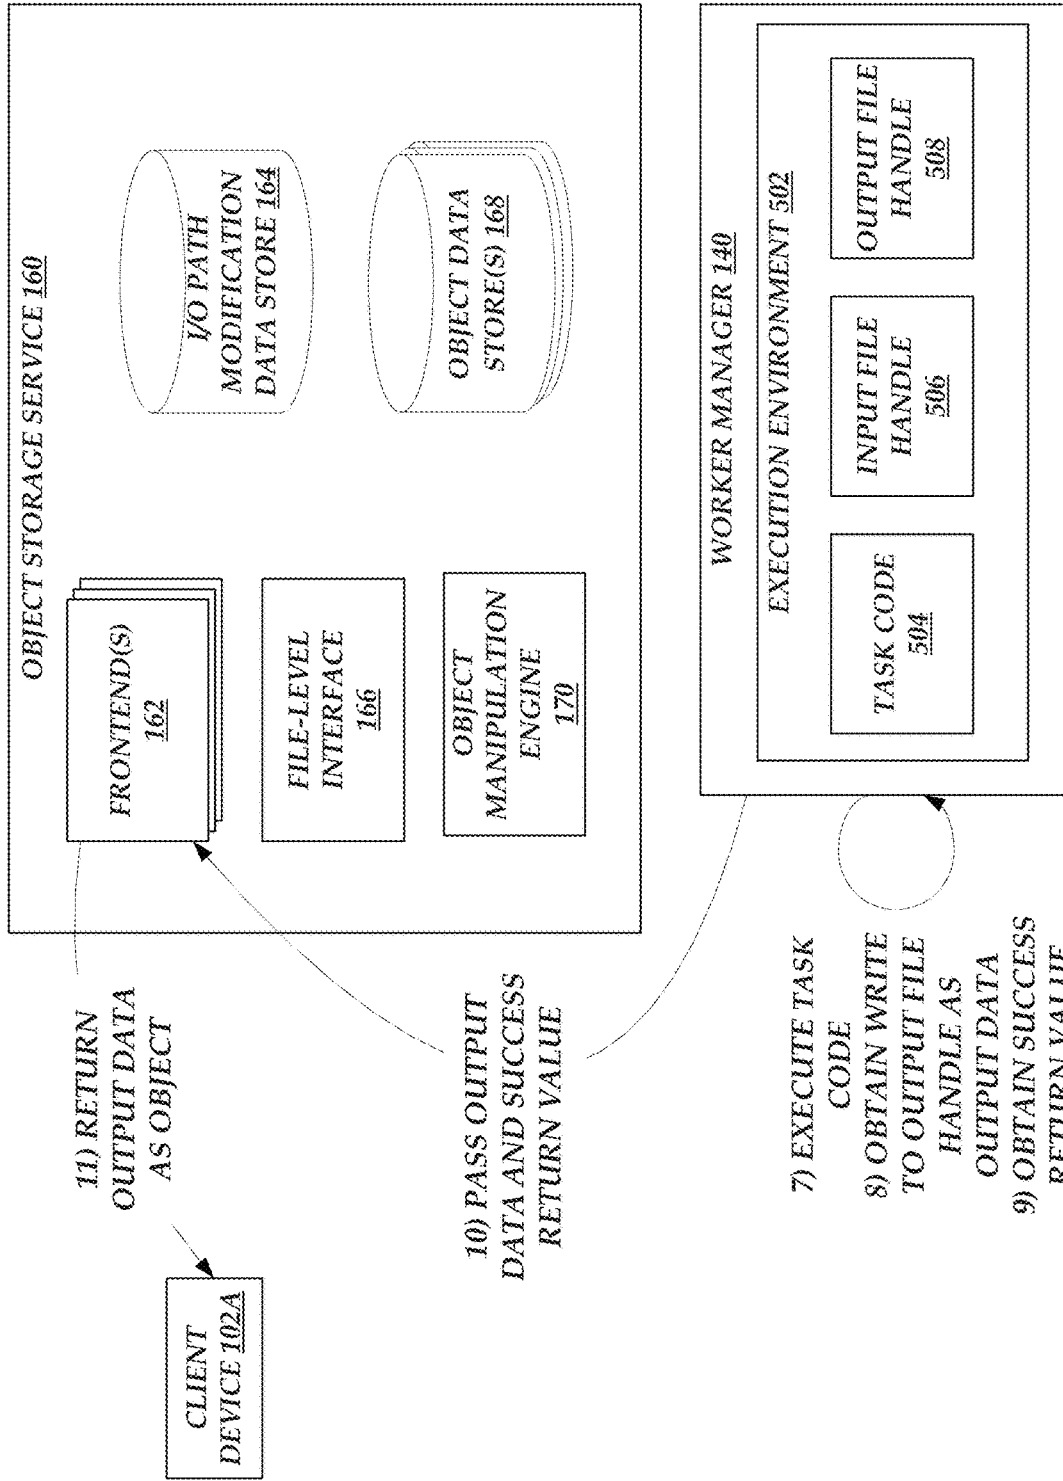 OBJECT STORAGE SERVICE 160
FRONTEND(S)
162
I/O PATH
MODIFICATION
DATA STORE 164
FILE-LEVEL
INTERFACE
166
OBJECT DATA
STORE(S) 168
OBJECT
MANIPULATION
ENGINE
170
11) RETURN
OUTPUT DATA
AS OBJECT
CLIENT
DEVICE 102A
10) PASS OUTPUT
DATA AND SUCCESS
RETURN VALUE
WORKER MANAGER 140
EXECUTION ENVIRONMENT 502
TASK CODE
504
INPUT FILE
HANDLE
506
OUTPUT FILE
HANDLE
508
7) EXECUTE TASK
CODE
8) OBTAIN WRITE
TO OUTPUT FILE
HANDLE AS
OUTPUT DATA
9) OBTAIN SUCCESS
RETURN VALUE